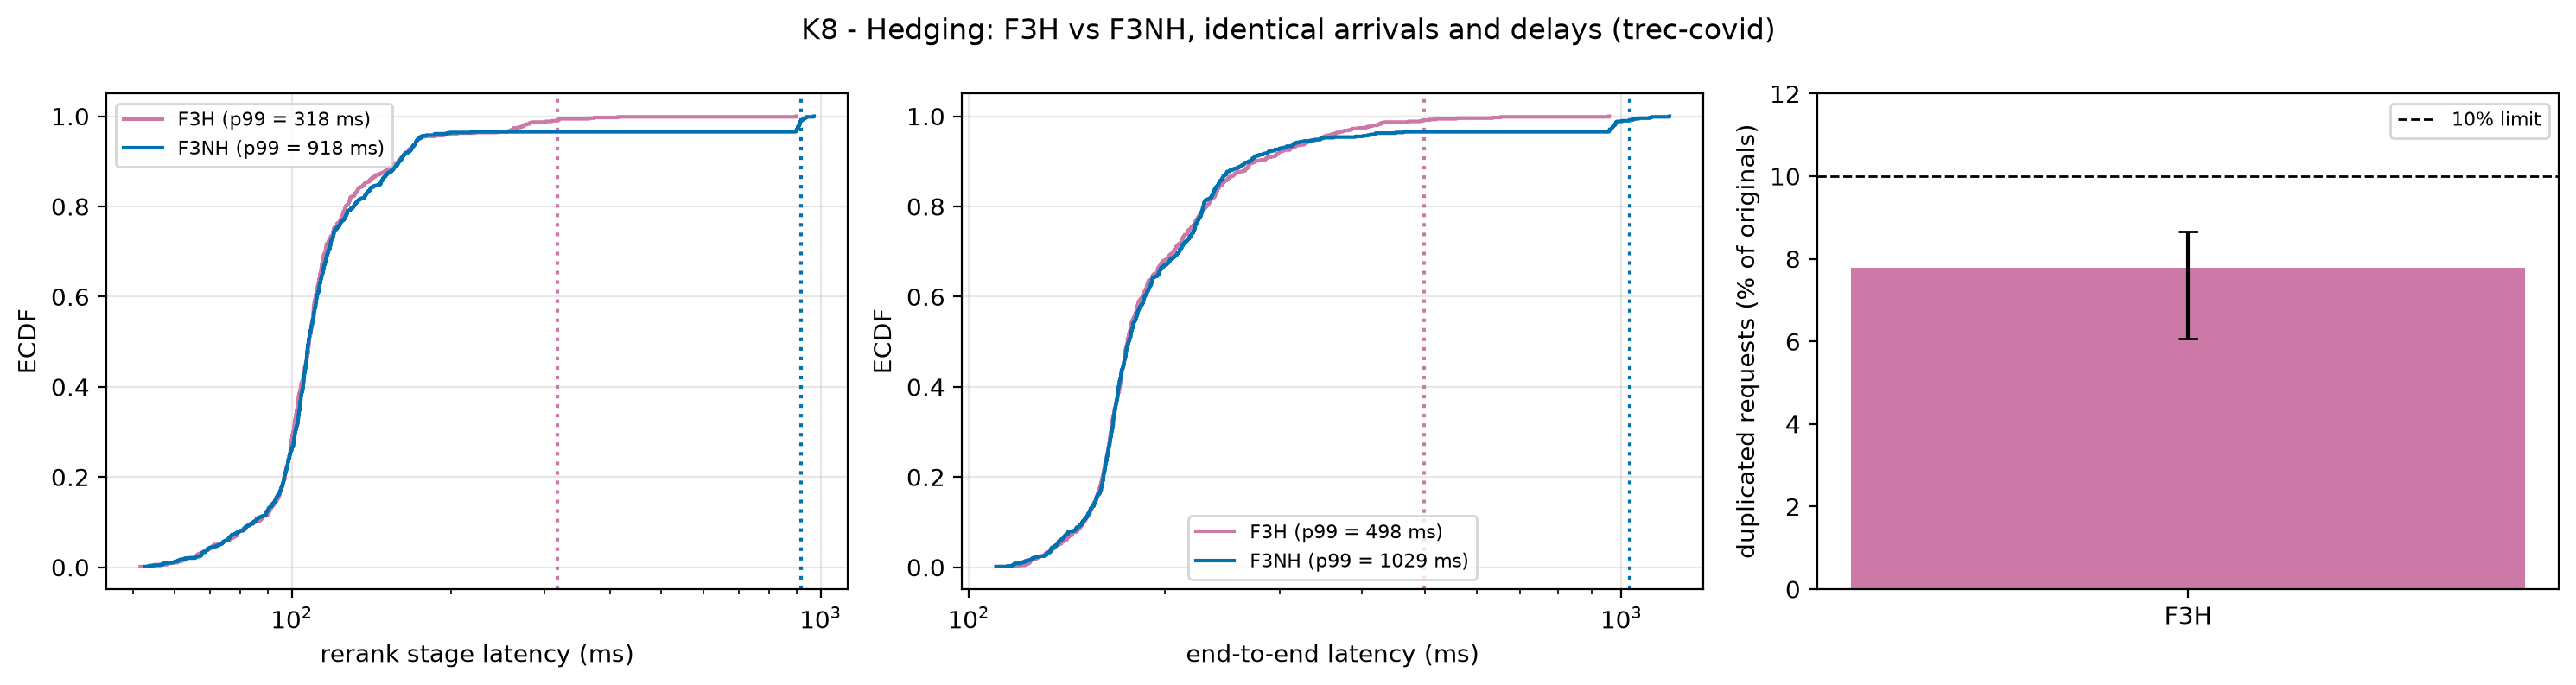 K8 - Hedging: F3H vs F3NH, identical arrivals and delays (trec-covid)
ECDF
1.0
0.8
0.6
0.4
0.2
0.0
F3H (p99 = 318 ms)
F3NH (p99 = 918 ms)
10²
10³
rerank stage latency (ms)
ECDF
1.0
0.8
0.6
0.4
0.2
0.0
F3H (p99 = 498 ms)
F3NH (p99 = 1029 ms)
10²
10³
end-to-end latency (ms)
duplicated requests (% of originals)
12
10
8
6
4
2
0
10% limit
F3H